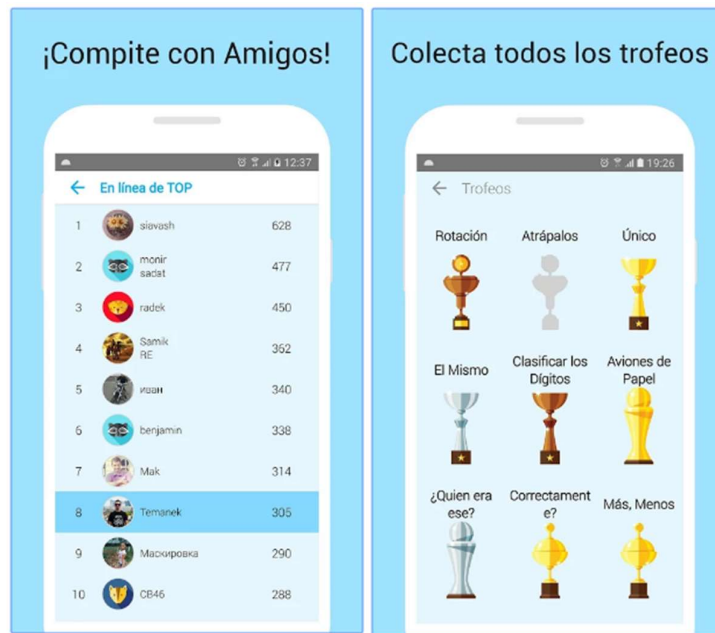 ¡Compite con Amigos!
12:37
En línea de TOP
1 siavash 628
2 monir
sadat 477
3 radek 450
4 Samik
RE 362
5 иван 340
6 benjamin 338
7 Mak 314
8 Temanek 305
9 Маскировка 290
10 CB46 288
Colecta todos los trofeos
19:26
Trofeos
Rotación Atrápalos Único
El Mismo Clasificar los Aviones de
Dígitos Papel
¿Quien era Correctament Más, Menos
ese? e?